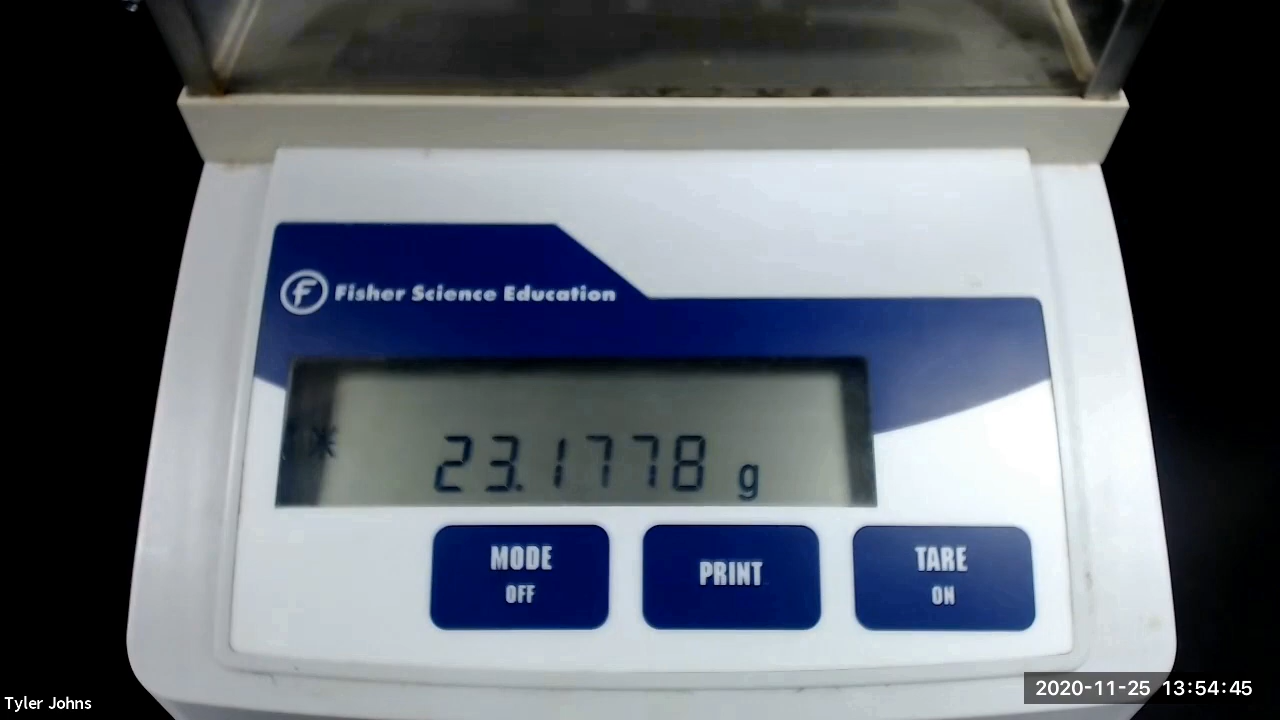 Fisher Science Education
* 23.1778 g
MODE
OFF
PRINT
TARE
ON
Tyler Johns
2020-11-25 13:54:45